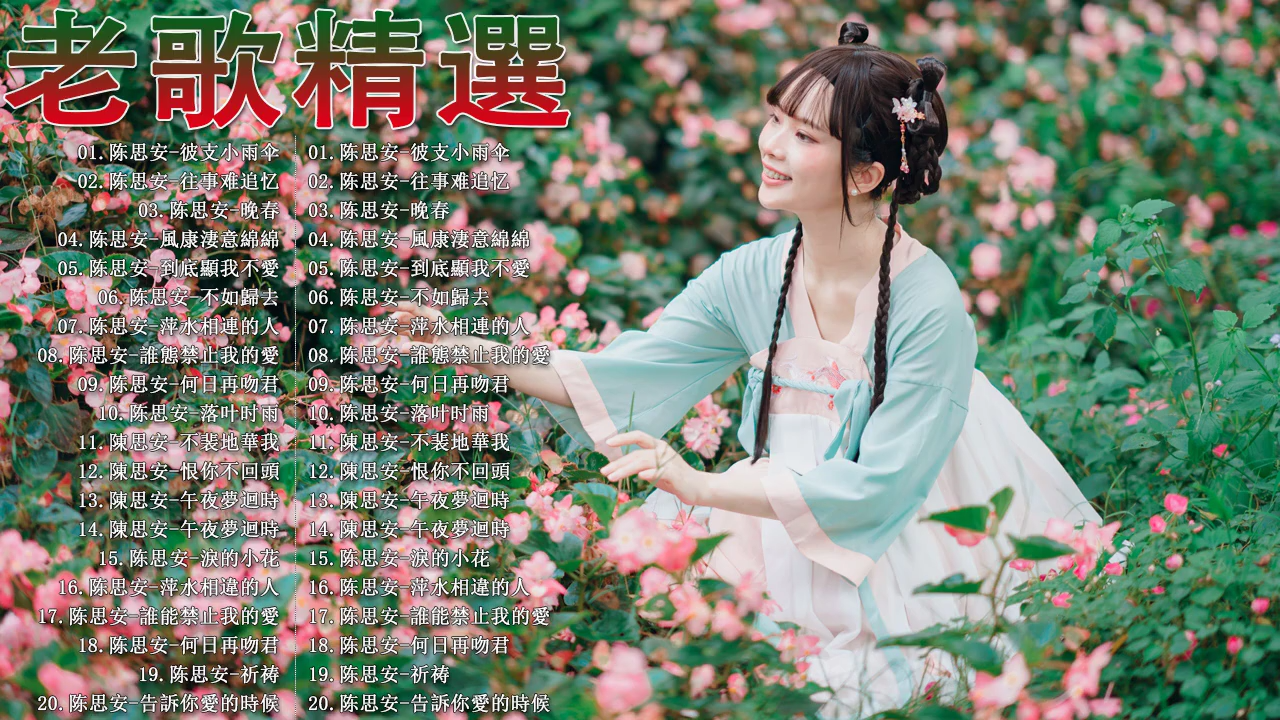 老歌精選
01.陈思安-彼支小雨伞
02.陈思安-往事难追忆
03.陈思安-晚春
04.陈思安-風康淒意綿綿
05.陈思安-到底顯我不愛
06.陈思安-不如歸去
07.陈思安-萍水相連的人
08.陈思安-誰態禁止我的愛
09.陈思安-何日再吻君
10.陈思安-落叶时雨
11.陳思安-不裴地華我
12.陳思安-恨你不回頭
13.陳思安-午夜夢迴時
14.陳思安-午夜夢迴時
15.陈思安-淚的小花
16.陈思安-萍水相違的人
17.陈思安-誰能禁止我的愛
18.陈思安-何日再吻君
19.陈思安-祈祷
20.陈思安-告訴你愛的時候
01.陈思安-彼支小雨伞
02.陈思安-往事难追忆
03.陈思安-晚春
04.陈思安-風康淒意綿綿
05.陈思安-到底顯我不愛
06.陈思安-不如歸去
07.陈思安-萍水相連的人
08.陈思安-誰態禁止我的愛
09.陈思安-何日再吻君
10.陈思安-落叶时雨
11.陳思安-不裴地華我
12.陳思安-恨你不回頭
13.陳思安-午夜夢迴時
14.陳思安-午夜夢迴時
15.陈思安-淚的小花
16.陈思安-萍水相違的人
17.陈思安-誰能禁止我的愛
18.陈思安-何日再吻君
19.陈思安-祈祷
20.陈思安-告訴你愛的時候